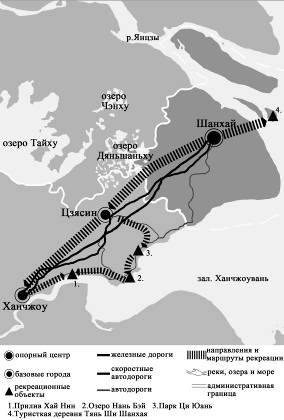 р.Янцзы
озеро
Чэнху
Шанхай
4.
озеро
Дяньшаньху
озеро Тайху
Цзясин
3.
зал. Ханчжоувань
1.
2.
Ханчжоу
опорный центр
железные дороги
направления и
маршруты рекреации
базовые города
скоростные
автодороги
реки, озера и море
рекреационные
объекты
автодороги
административная
граница
1.Прилив Хай Нин 2.Озеро Нань Бэй 3.Парк Ци Юань
4.Туристкая деревня Тянь Ши Шанхая